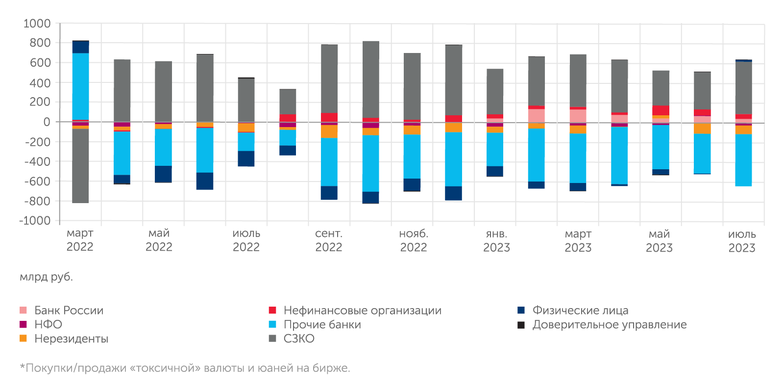 1000
800
600
400
200
0
-200
-400
-600
-800
-1000
март 2022
май 2022
июль 2022
сент. 2022
нояб. 2022
янв. 2023
март 2023
май 2023
июль 2023
млрд руб.
Банк России
НФО
Нерезиденты
Нефинансовые организации
Прочие банки
СЗКО
Физические лица
Доверительное управление
*Покупки/продажи «токсичной» валюты и юаней на бирже.